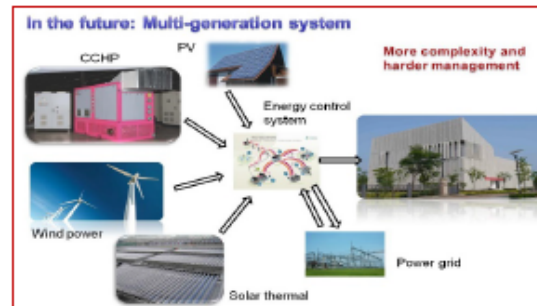 In the future: Multi-generation system
PV
CCHP
More complexity and
harder management
Energy control
system
Wind power
Power grid
Solar thermal